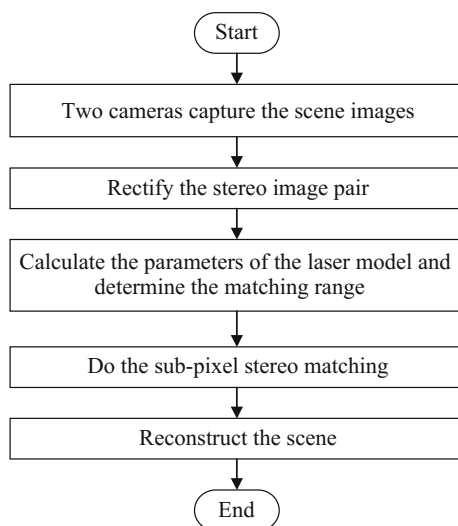 Start
Two cameras capture the scene images
Rectify the stereo image pair
Calculate the parameters of the laser model and
determine the matching range
Do the sub-pixel stereo matching
Reconstruct the scene
End